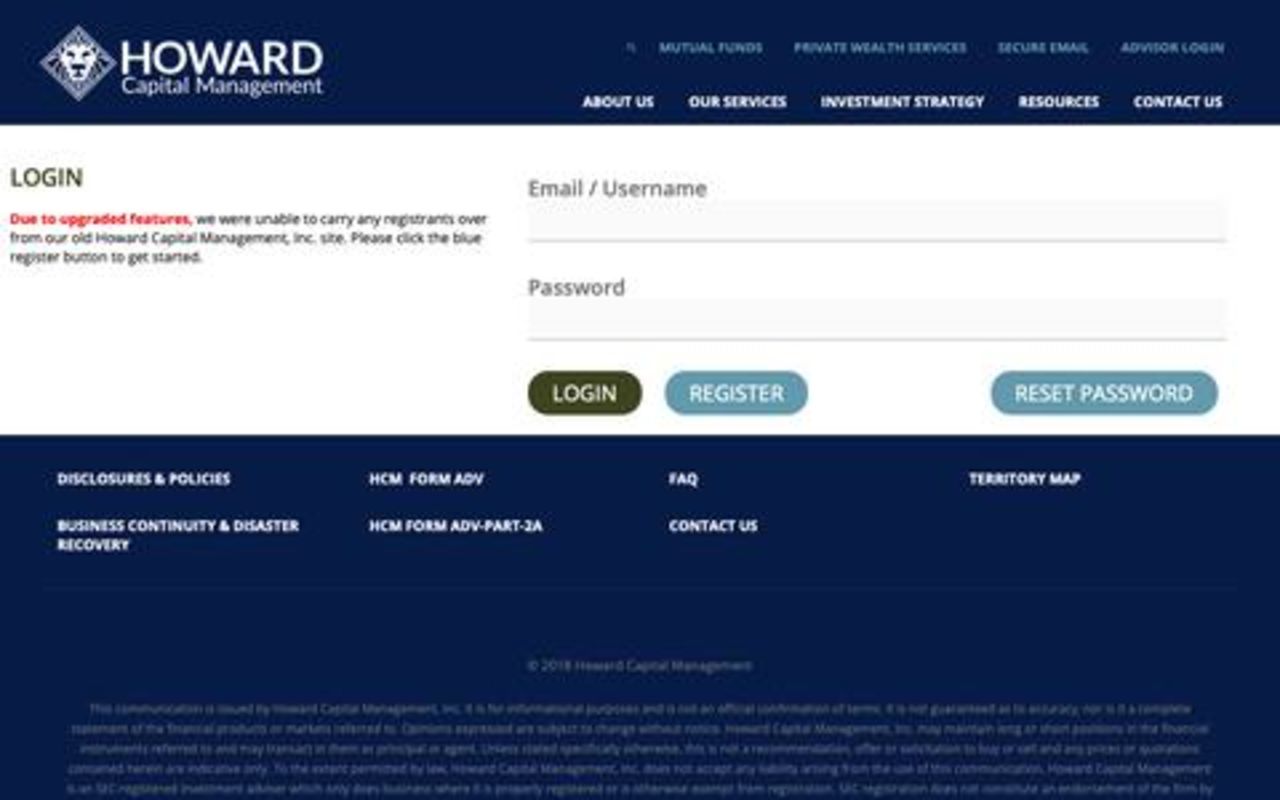 HOWARD
Capital Management
MUTUAL FUNDS PRIVATE WEALTH SERVICES SECURE EMAIL ADVISOR LOGIN
ABOUT US OUR SERVICES INVESTMENT STRATEGY RESOURCES CONTACT US
LOGIN
Due to upgraded features, we were unable to carry any registrants over
from our old Howard Capital Management, Inc. site. Please click the blue
register button to get started.
Email / Username
Password
LOGIN REGISTER RESET PASSWORD
DISCLOSURES & POLICIES HCM FORM ADV FAQ TERRITORY MAP
BUSINESS CONTINUITY & DISASTER
RECOVERY
HCM FORM ADV-PART-2A CONTACT US
© 2018 Howard Capital Management
This communication is issued by Howard Capital Management, Inc. It is for informational purposes and is not an official confirmation of terms. It is not guaranteed as to accuracy, nor is it a complete
statement of the financial products or markets referred to. Opinions expressed are subject to change without notice. Howard Capital Management, Inc. may maintain long or short positions in the financial
instruments referred to and may transact in them as principal or agent. Unless stated specifically otherwise, this is not a recommendation, offer or solicitation to buy or sell and any prices or quotations
contained herein are indicative only. To the extent permitted by law, Howard Capital Management, Inc. does not accept any liability arising from the use of this communication. Howard Capital Management
is an SEC registered investment adviser which only does business where it is properly registered or is otherwise exempt from registration. SEC registration does not constitute an endorsement of the firm by